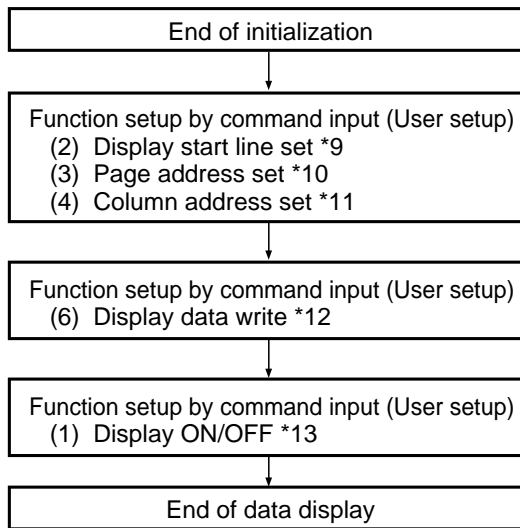 End of initialization
Function setup by command input (User setup)
(2) Display start line set *9
(3) Page address set *10
(4) Column address set *11
Function setup by command input (User setup)
(6) Display data write *12
Function setup by command input (User setup)
(1) Display ON/OFF *13
End of data display